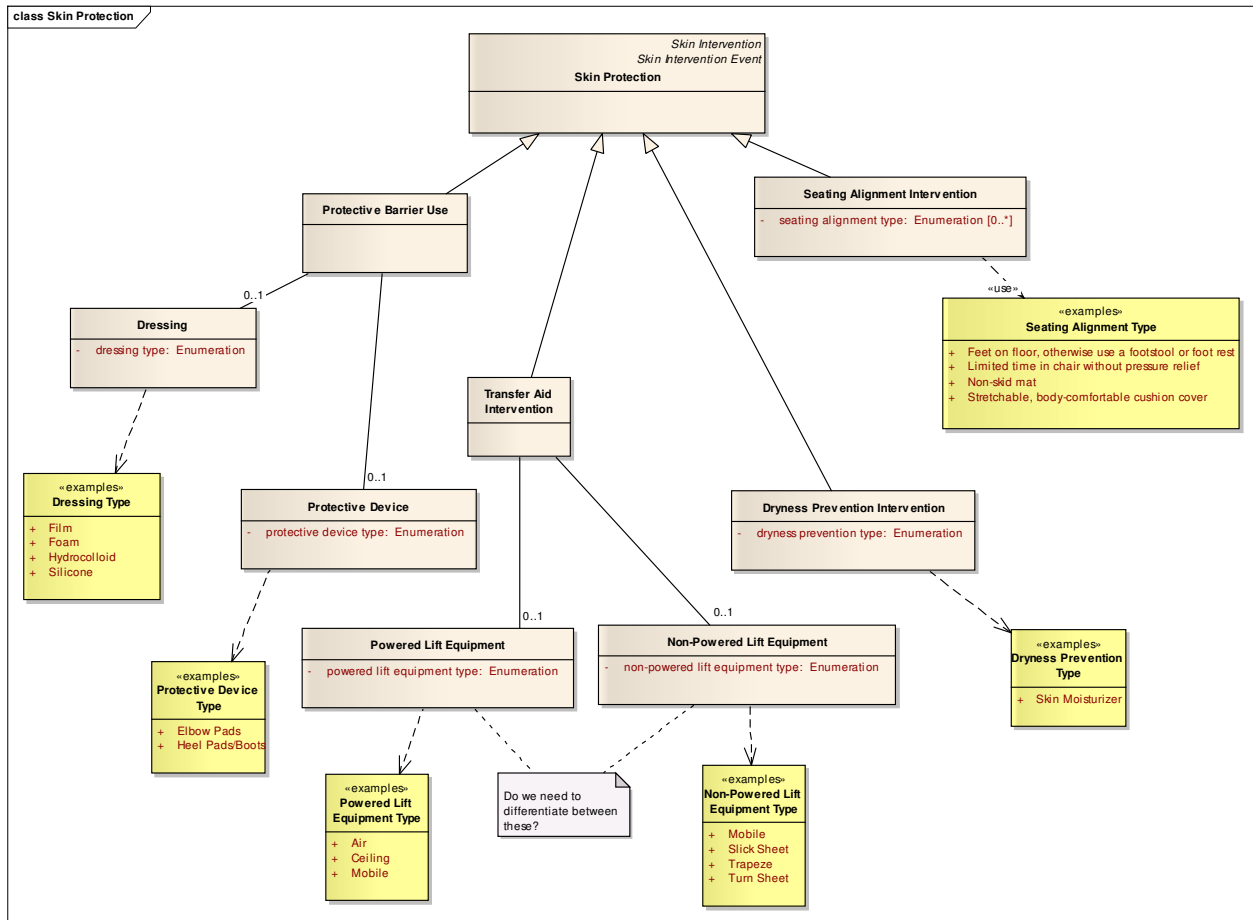 class Skin Protection
Skin Intervention
Skin Intervention Event
Skin Protection
Protective Barrier Use
Seating Alignment Intervention
- seating alignment type: Enumeration [0..*]
«use»
0..1
Dressing
- dressing type: Enumeration
«examples»
Seating Alignment Type
+ Feet on floor, otherwise use a footstool or foot rest
+ Limited time in chair without pressure relief
+ Non-skid mat
+ Stretchable, body-comfortable cushion cover
Transfer Aid
Intervention
0..1
«examples»
Dressing Type
+ Film
+ Foam
+ Hydrocolloid
+ Silicone
Protective Device
- protective device type: Enumeration
Dryness Prevention Intervention
- dryness prevention type: Enumeration
0..1
0..1
Powered Lift Equipment
- powered lift equipment type: Enumeration
Non-Powered Lift Equipment
- non-powered lift equipment type: Enumeration
«examples»
Dryness Prevention
Type
+ Skin Moisturizer
«examples»
Protective Device
Type
+ Elbow Pads
+ Heel Pads/Boots
«examples»
Powered Lift
Equipment Type
+ Air
+ Ceiling
+ Mobile
Do we need to
differentiate between
these?
«examples»
Non-Powered Lift
Equipment Type
+ Mobile
+ Slick Sheet
+ Trapeze
+ Turn Sheet